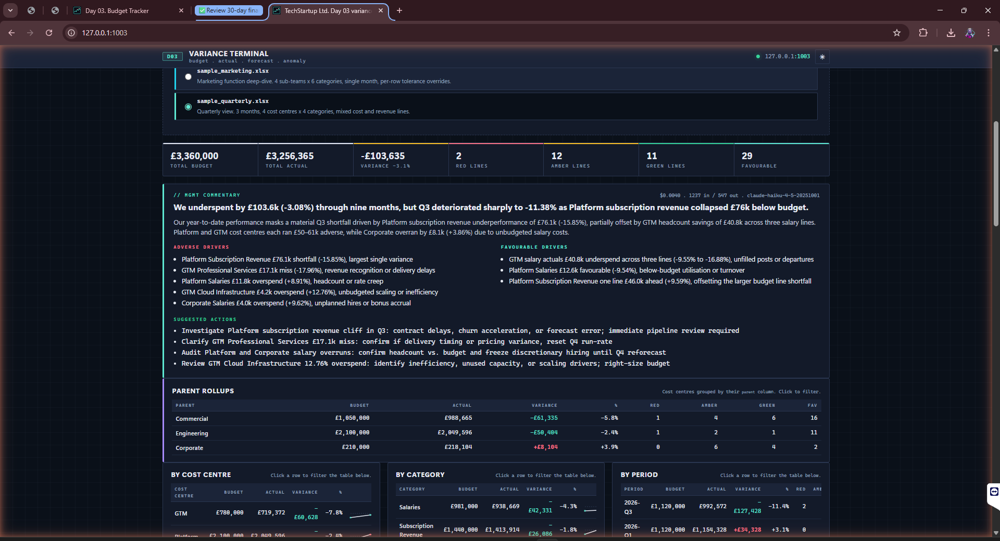 Day 03. Budget Tracker
✅ Review 30-day fina
TechStartup Ltd. Day 03 varianc
127.0.0.1:1003
D03
VARIANCE TERMINAL
budget . actual . forecast . anomaly
127.0.0.1:1003
sample_marketing.xlsx
Marketing function deep-dive. 4 sub-teams x 6 categories, single month, per-row tolerance overrides.
sample_quarterly.xlsx
Quarterly view. 3 months, 4 cost centres x 4 categories, mixed cost and revenue lines.
£3,360,000 £3,256,365 -£103,635 2 12 11 29
TOTAL BUDGET TOTAL ACTUAL VARIANCE −3.1% RED LINES AMBER LINES GREEN LINES FAVOURABLE
// MGMT COMMENTARY
$0.0040 . 1237 in / 547 out . claude-haiku-4-5-20251001
We underspent by £103.6k (-3.08%) through nine months, but Q3 deteriorated sharply to -11.38% as Platform subscription revenue collapsed £76k below budget.
Our year-to-date performance masks a material Q3 shortfall driven by Platform subscription revenue underperformance of £76.1k (-15.85%), partially offset by GTM headcount savings of £40.8k across three salary lines.
Platform and GTM cost centres each ran £50–61k adverse, while Corporate overran by £8.1k (+3.86%) due to unbudgeted salary costs.
ADVERSE DRIVERS
• Platform Subscription Revenue £76.1k shortfall (-15.85%), largest single variance
• GTM Professional Services £17.1k miss (-17.96%), revenue recognition or delivery delays
• Platform Salaries £11.8k overspend (+8.91%), headcount or rate creep
• GTM Cloud Infrastructure £4.2k overspend (+12.76%), unbudgeted scaling or inefficiency
• Corporate Salaries £4.0k overspend (+9.62%), unplanned hires or bonus accrual
FAVOURABLE DRIVERS
• GTM salary actuals £40.8k underspend across three lines (-9.55% to -16.88%), unfilled posts or departures
• Platform Salaries £12.6k favourable (-9.54%), below-budget utilisation or turnover
• Platform Subscription Revenue one line £46.0k ahead (+9.59%), offsetting the larger budget line shortfall
SUGGESTED ACTIONS
• Investigate Platform subscription revenue cliff in Q3: contract delays, churn acceleration, or forecast error; immediate pipeline review required
• Clarify GTM Professional Services £17.1k miss: confirm if delivery timing or pricing variance, reset Q4 run-rate
• Audit Platform and Corporate salary overruns: confirm headcount vs. budget and freeze discretionary hiring until Q4 reforecast
• Review GTM Cloud Infrastructure 12.76% overspend: identify inefficiency, unused capacity, or scaling drivers; right-size budget
PARENT ROLLUPS
Cost centres grouped by their parent column. Click to filter.
PARENT BUDGET ACTUAL VARIANCE % RED AMBER GREEN FAV
Commercial £1,050,000 £988,665 −£61,335 −5.8% 1 4 6 16
Engineering £2,100,000 £2,049,596 −£50,404 −2.4% 1 2 1 11
Corporate £210,000 £218,104 +£8,104 +3.9% 0 6 4 2
BY COST CENTRE
Click a row to filter the table below.
COST CENTRE BUDGET ACTUAL VARIANCE %
GTM £780,000 £719,372 −£60,628 −7.8%
Platform £2,100,000 £2,049,596 − −2.4%
BY CATEGORY
Click a row to filter the table below.
CATEGORY BUDGET ACTUAL VARIANCE %
Salaries £981,000 £938,669 −£42,331 −4.3%
Subscription Revenue £1,440,000 £1,413,914 −£26,086 −1.8%
BY PERIOD
Click a row to filter the table below.
PERIOD BUDGET ACTUAL VARIANCE % RED AMB
2026-Q3 £1,120,000 £992,572 −£127,428 −11.4% 2
2026-Q1 £1,120,000 £1,154,328 +£34,328 +3.1% 0